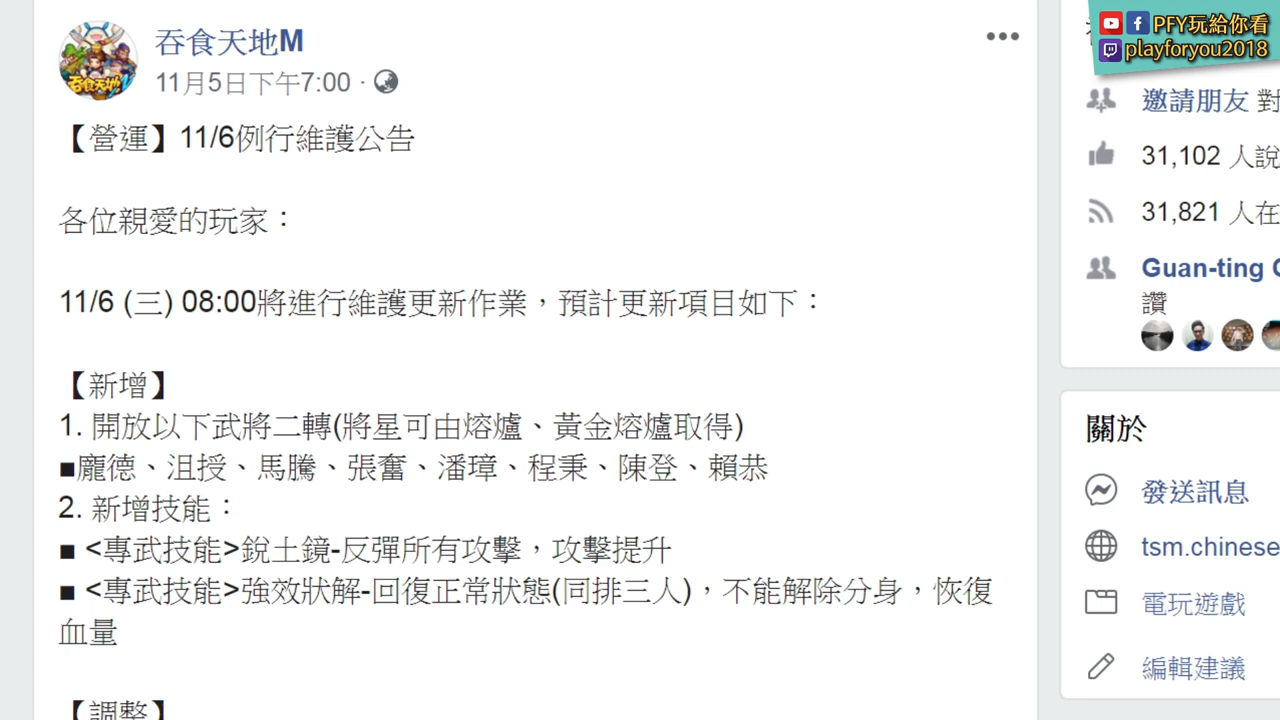 吞食天地M
11月5日下午7:00 ·
【營運】11/6例行維護公告
各位親愛的玩家：
11/6 (三) 08:00將進行維護更新作業，預計更新項目如下：
【新增】
1. 開放以下武將二轉(將星可由熔爐、黃金熔爐取得)
■龐德、沮授、馬騰、張奮、潘璋、程秉、陳登、賴恭
2. 新增技能：
■ <專武技能>銳土鏡-反彈所有攻擊，攻擊提升
■ <專武技能>強效狀解-回復正常狀態(同排三人)，不能解除分身，恢復
血量
【調整】
PFY玩給你看
playforyou2018
邀請朋友 對
31,102 人說
31,821 人在
Guan-ting
讚
關於
發送訊息
tsm.chinese
電玩遊戲
編輯建議